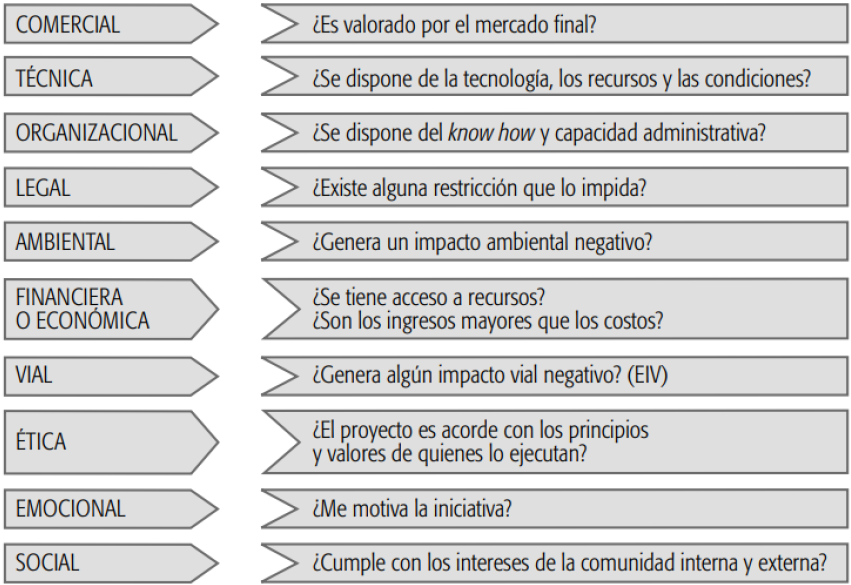 COMERCIAL
¿Es valorado por el mercado final?
TÉCNICA
¿Se dispone de la tecnología, los recursos y las condiciones?
ORGANIZACIONAL
¿Se dispone del know how y capacidad administrativa?
LEGAL
¿Existe alguna restricción que lo impida?
AMBIENTAL
¿Genera un impacto ambiental negativo?
FINANCIERA
O ECONÓMICA
¿Se tiene acceso a recursos?
¿Son los ingresos mayores que los costos?
VIAL
¿Genera algún impacto vial negativo? (EIV)
ÉTICA
¿El proyecto es acorde con los principios
y valores de quienes lo ejecutan?
EMOCIONAL
¿Me motiva la iniciativa?
SOCIAL
¿Cumple con los intereses de la comunidad interna y externa?